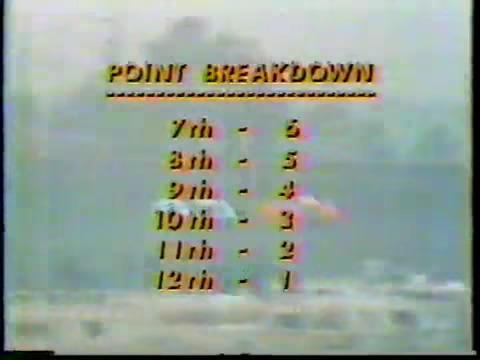 POINT BREAKDOWN
7th - 6
8th - 5
9th - 4
10th - 3
11th - 2
12th - 1